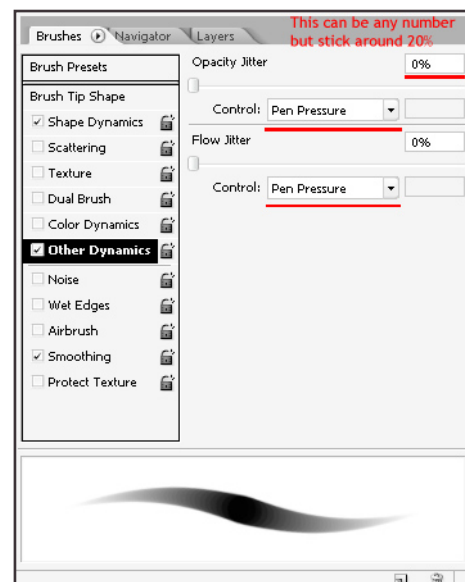 This can be any number
but stick around 20%
Brushes Navigator Layers
Brush Presets
Brush Tip Shape
Shape Dynamics
Scattering
Texture
Dual Brush
Color Dynamics
Other Dynamics
Noise
Wet Edges
Airbrush
Smoothing
Protect Texture
Opacity Jitter 0%
Control: Pen Pressure
Flow Jitter 0%
Control: Pen Pressure